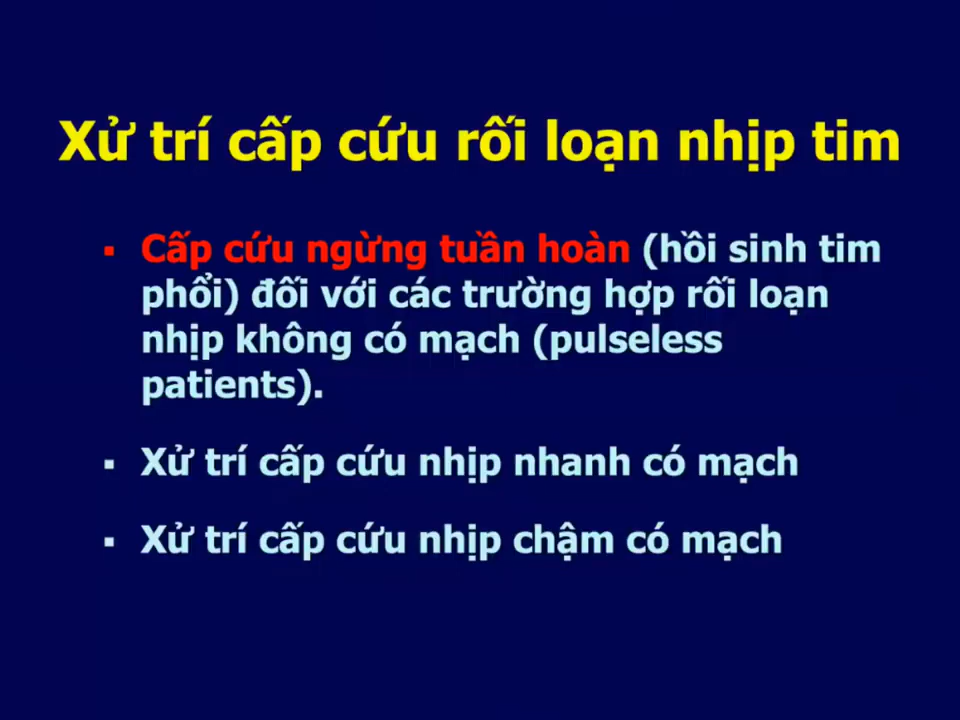 Xử trí cấp cứu rối loạn nhịp tim
▪ Cấp cứu ngừng tuần hoàn (hồi sinh tim
phổi) đối với các trường hợp rối loạn
nhịp không có mạch (pulseless
patients).
▪ Xử trí cấp cứu nhịp nhanh có mạch
▪ Xử trí cấp cứu nhịp chậm có mạch